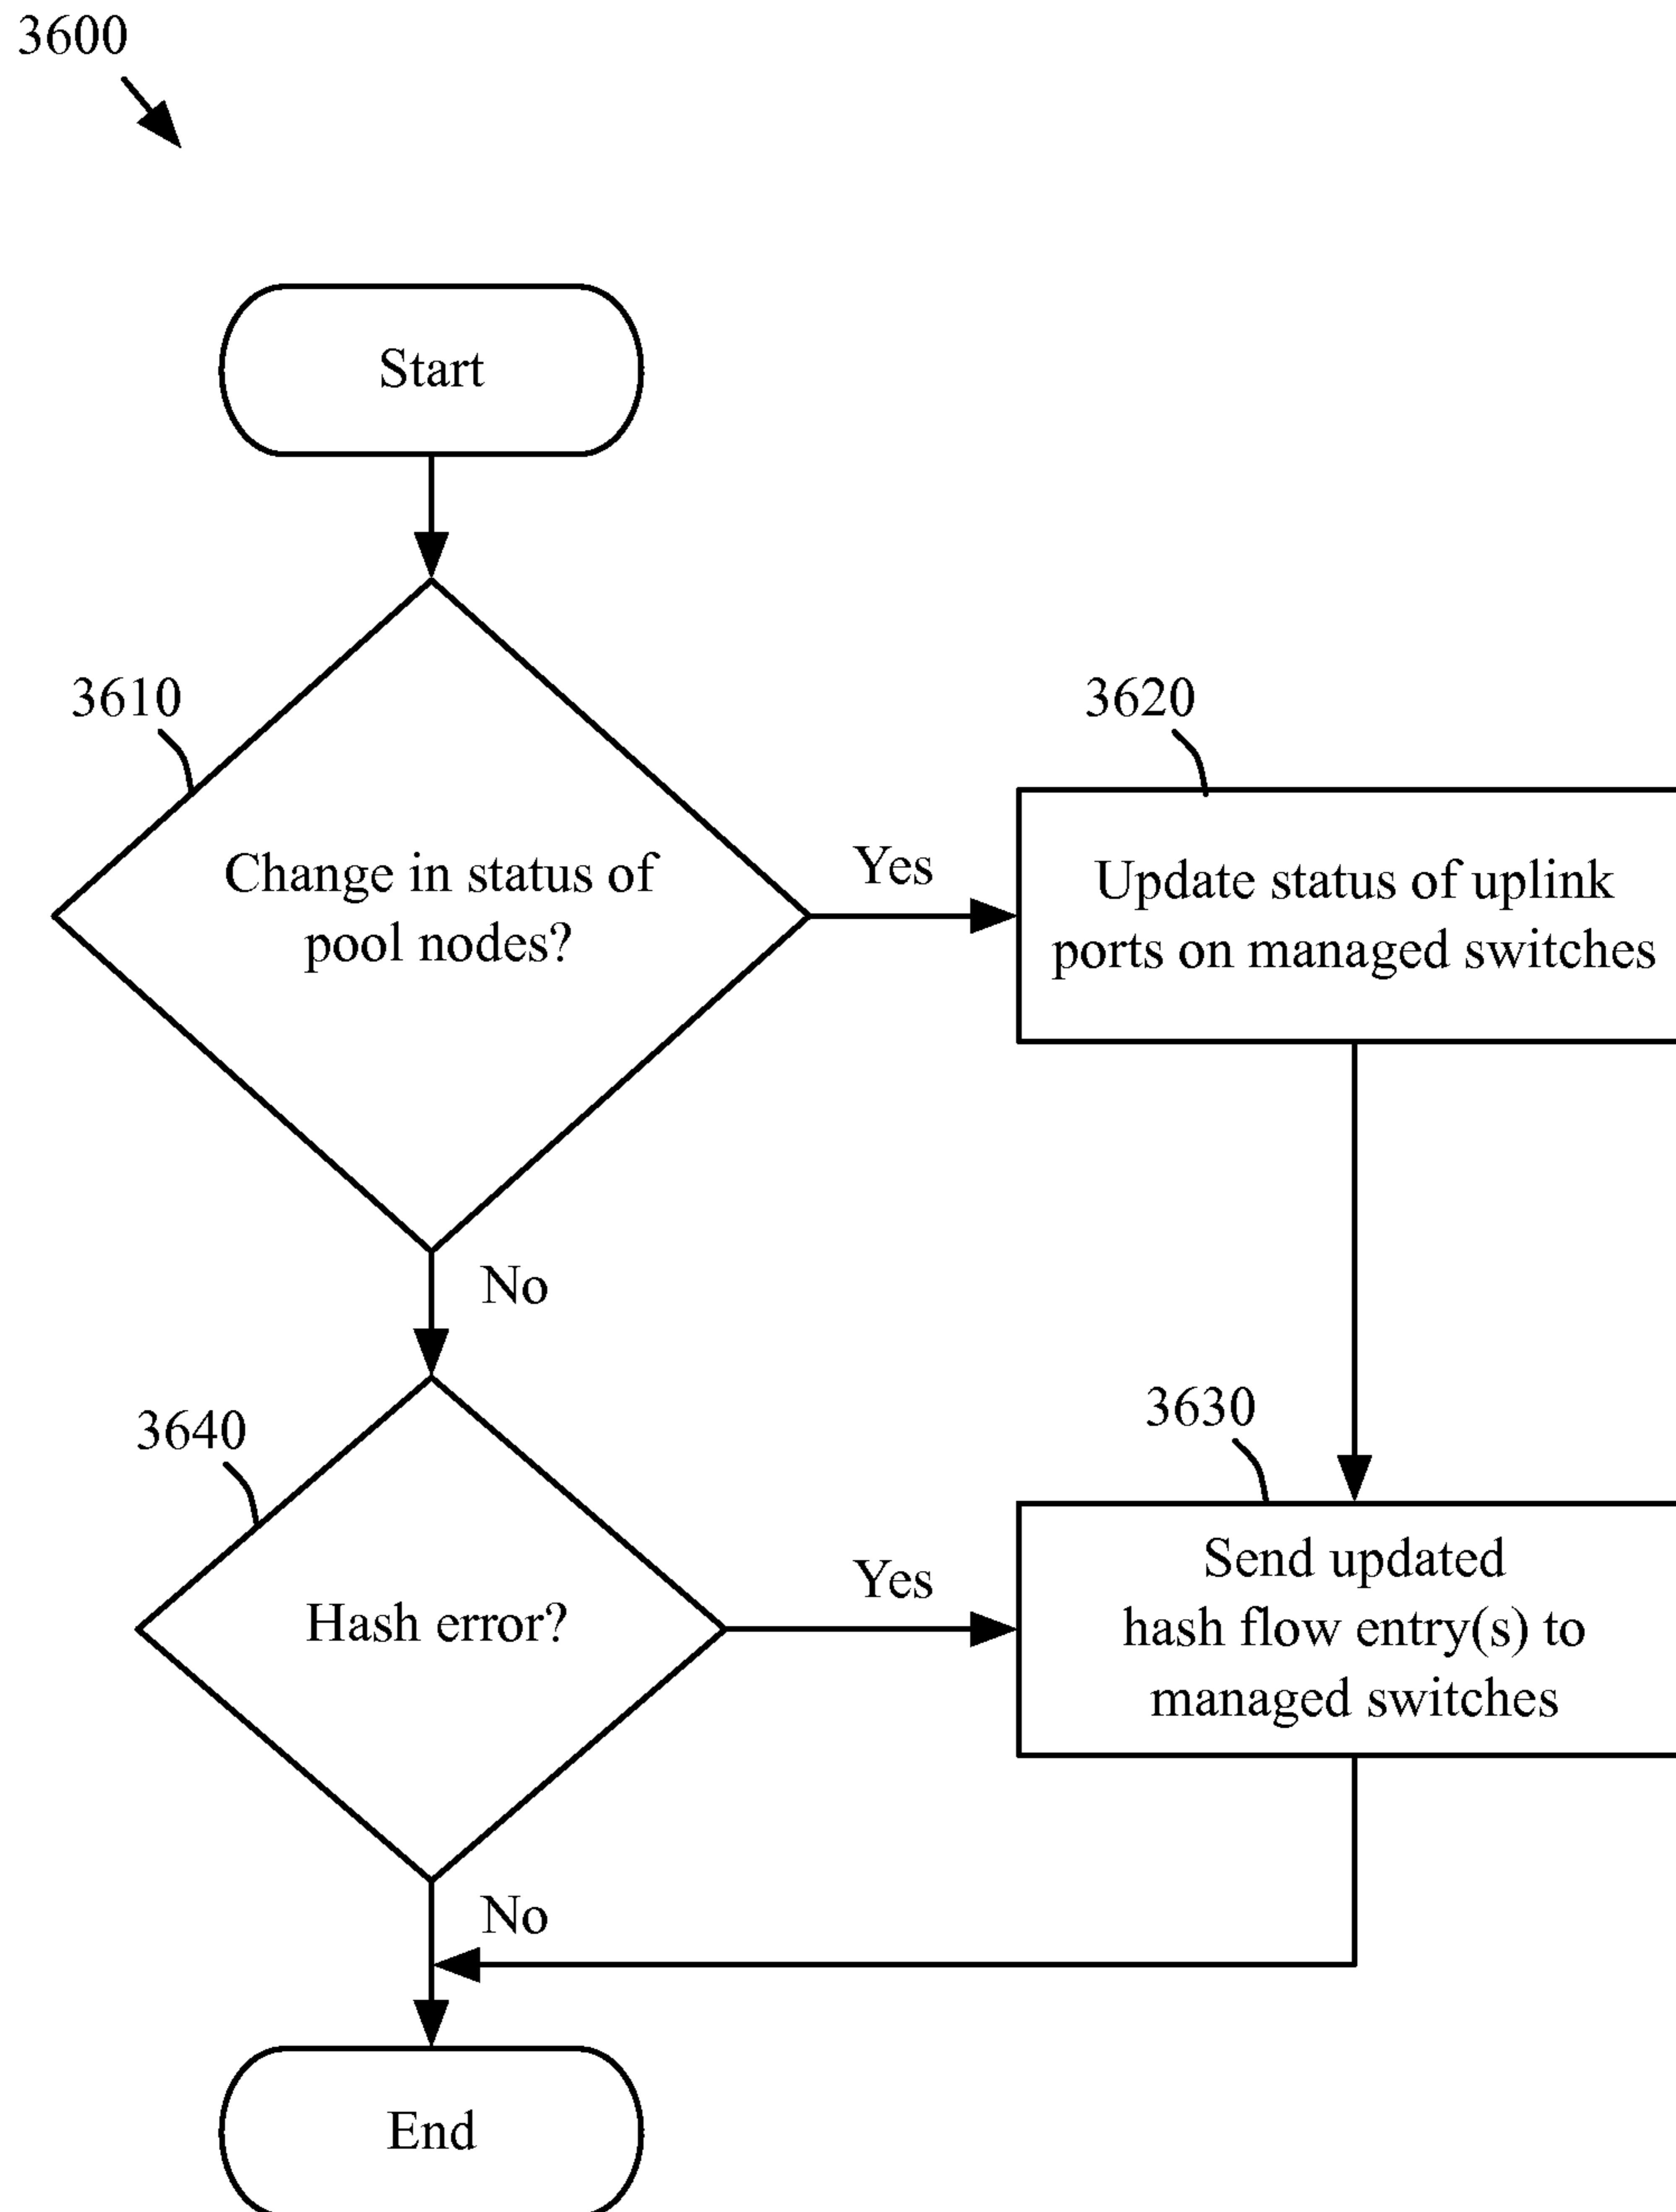 3600
Start
3610
Change in status of
pool nodes?
Yes
3620
Update status of uplink
ports on managed switches
No
3640
Hash error?
Yes
3630
Send updated
hash flow entry(s) to
managed switches
No
End